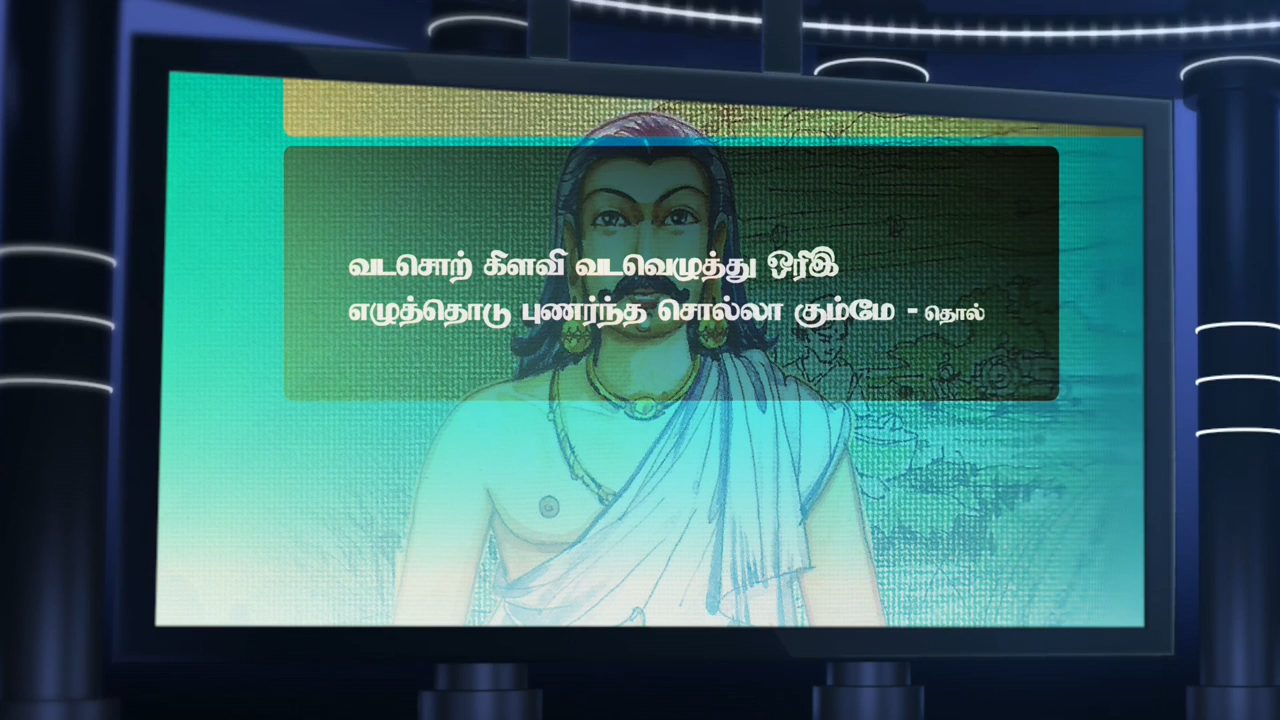 வடசொற் கிளவி வடவெழுத்து ஒரீஇ
எழுத்தொடு புணர்ந்த சொல்லா கும்மே - தொல்